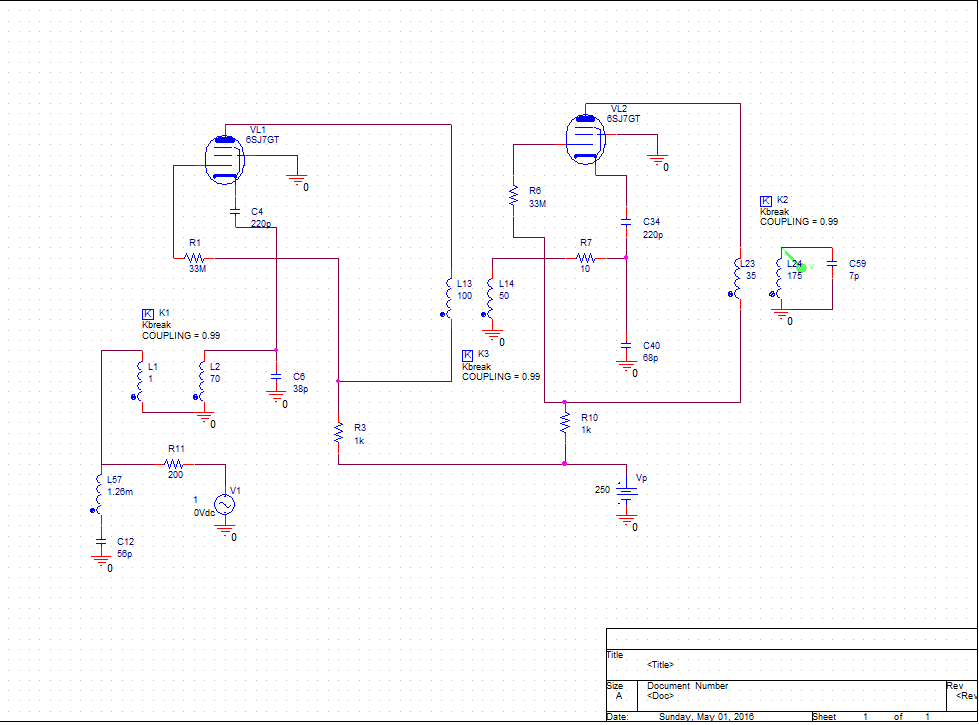 VL2
6SJ7GT
VL1
6SJ7GT
0
0
R6
33M
K K2
Kbreak
COUPLING = 0.99
C4
220p
C34
220p
R1
33M
R7
10
L23
35
L24
175
V
C59
7p
L13
100
L14
50
K K1
Kbreak
COUPLING = 0.99
0
0
K K3
Kbreak
COUPLING = 0.99
C40
68p
0
L1
1
L2
70
C6
38p
0
0
R3
1k
R10
1k
R11
200
L57
1.26m
V1
1
0Vdc
0
Vp
250
0
C12
56p
0
Title
<Title>
Size
A
Document Number
<Doc>
Rev
<Rev
Date:
Sunday, May 01, 2016
Sheet 1 of 1